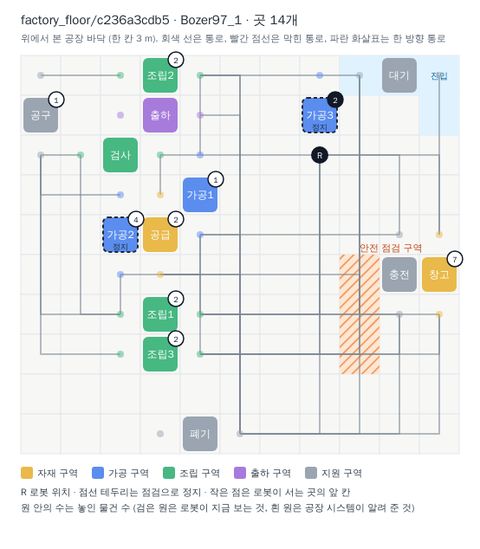 factory_floor/c236a3cdb5 · Bozer97_1 · 곳 14개
위에서 본 공장 바닥 (한 칸 3 m). 회색 선은 통로, 빨간 점선은 막힌 통로, 파란 화살표는 한 방향 통로
조립2 2
대기
진입
공구 1
출하
가공3 2
정지
검사
R
가공1 1
가공2 4
정지
공급 2
안전 점검 구역
충전
창고 7
조립1 2
조립3 2
폐기
자재 구역 가공 구역 조립 구역 출하 구역 지원 구역
R 로봇 위치 · 점선 테두리는 점검으로 정지 · 작은 점은 로봇이 서는 곳의 앞 칸
원 안의 수는 놓인 물건 수 (검은 원은 로봇이 지금 보는 것, 흰 원은 공장 시스템이 알려 준 것)